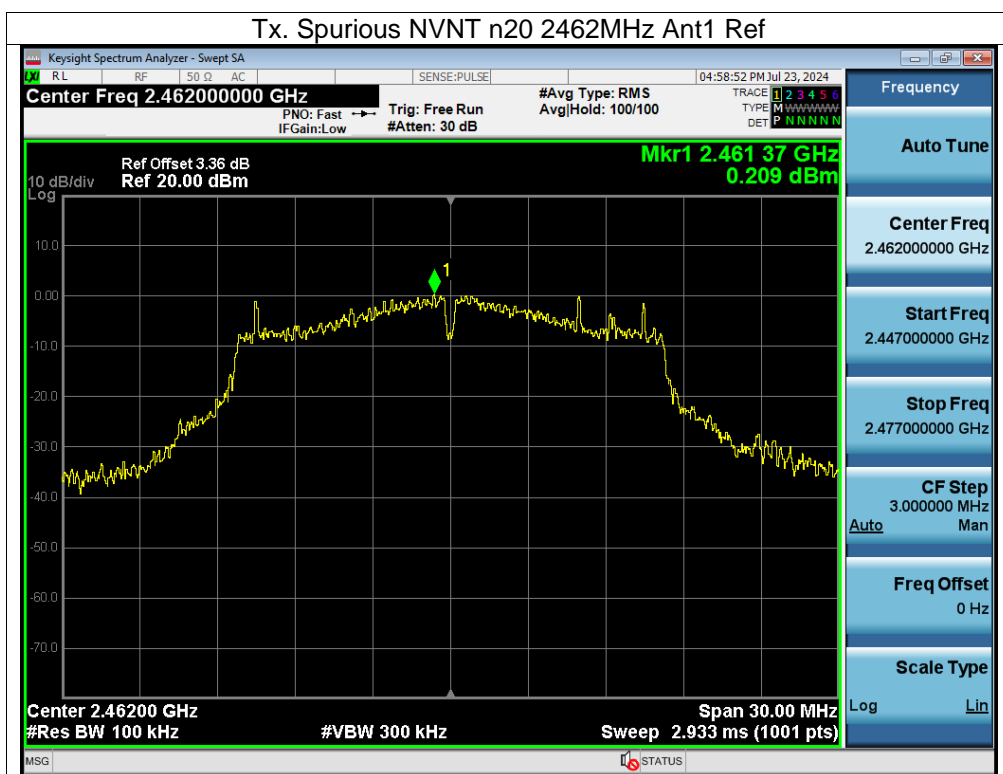 Tx. Spurious NVNT n20 2462MHz Ant1 Ref
Keysight Spectrum Analyzer - Swept SA
LXI RL RF 50 Ω AC SENSE:PULSE 04:58:52 PM Jul 23, 2024
Center Freq 2.462000000 GHz
PNO: Fast
IFGain:Low
Trig: Free Run
#Atten: 30 dB
#Avg Type: RMS
Avg|Hold: 100/100
TRACE 1 2 3 4 5 6
TYPE M W W W W W
DET P N N N N N
Mkr1 2.461 37 GHz
0.209 dBm
Ref Offset 3.36 dB
10 dB/div Ref 20.00 dBm
Log
10.0
1
0.00
-10.0
-20.0
-30.0
-40.0
-50.0
-60.0
-70.0
Center 2.46200 GHz Span 30.00 MHz
#Res BW 100 kHz #VBW 300 kHz Sweep 2.933 ms (1001 pts)
MSG STATUS
Frequency
Auto Tune
Center Freq
2.462000000 GHz
Start Freq
2.447000000 GHz
Stop Freq
2.477000000 GHz
CF Step
3.000000 MHz
Auto Man
Freq Offset
0 Hz
Scale Type
Log Lin